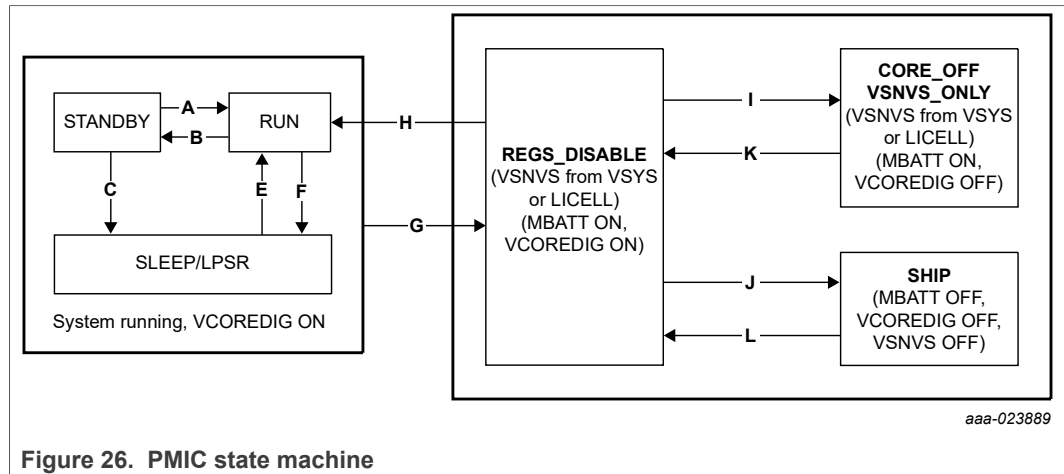 STANDBY
A
B
RUN
C
E
F
SLEEP/LPSR
System running, VCOREDIG ON
H
G
REGS_DISABLE
(VSNVS from VSYS
or LICELL)
(MBATT ON,
VCOREDIG ON)
I
K
J
L
CORE_OFF
VSNVS_ONLY
(VSNVS from VSYS
or LICELL)
(MBATT ON,
VCOREDIG OFF)
SHIP
(MBATT OFF,
VCOREDIG OFF,
VSNVS OFF)
aaa-023889
Figure 26. PMIC state machine